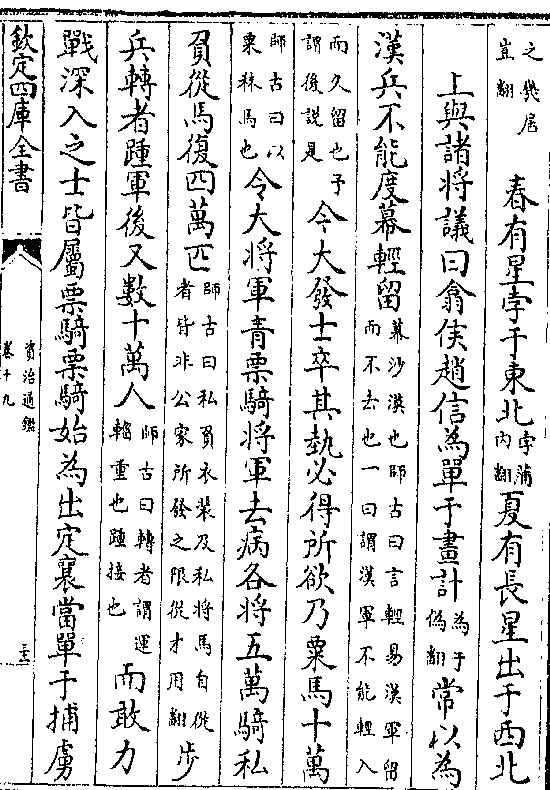 之㷼居豈翻　春有星孛于東北孛蒲内翻夏有長星出于西北
上與諸将議曰翕侯趙信為單于畫計為于偽翻常以為
漢兵不能度幕輕留幕沙漠也師古曰言輕易漢軍留而不去也一曰謂漢軍不能輕入
而久留也予謂後說是今大發士卒其埶必得所欲乃粟馬十萬
師古曰以粟秣馬也令大将軍青票騎将軍去病各将五萬騎私
負從馬復四萬匹師古曰私負衣裝及私将馬自從者皆非公家所發之限從才用翻步
兵轉者踵軍後又數十萬人師古曰轉者謂運輜重也踵接也而敢力
戰深入之士皆屬票騎票騎始為出定襄當單于捕虜
欽定四庫全書
資治通鑑
卷十九